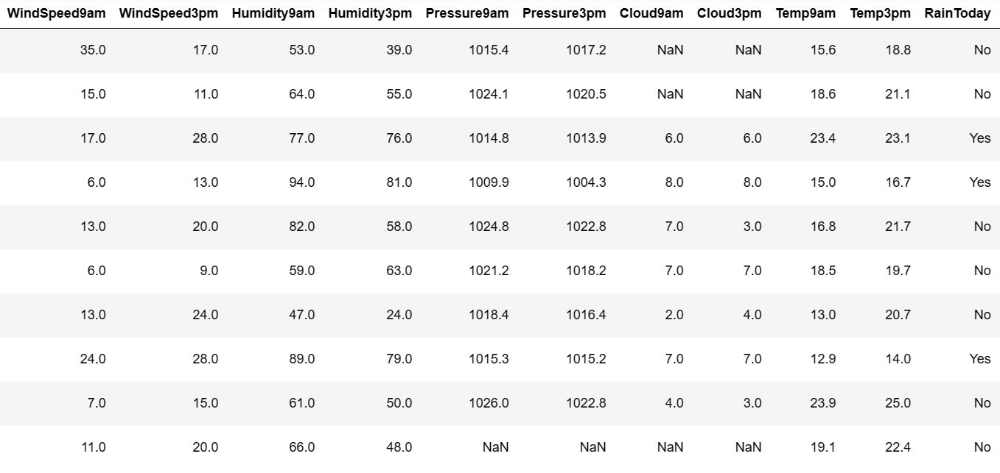 WindSpeed9am WindSpeed3pm Humidity9am Humidity3pm Pressure9am Pressure3pm Cloud9am Cloud3pm Temp9am Temp3pm RainToday
35.0 17.0 53.0 39.0 1015.4 1017.2 NaN NaN 15.6 18.8 No
15.0 11.0 64.0 55.0 1024.1 1020.5 NaN NaN 18.6 21.1 No
17.0 28.0 77.0 76.0 1014.8 1013.9 6.0 6.0 23.4 23.1 Yes
6.0 13.0 94.0 81.0 1009.9 1004.3 8.0 8.0 15.0 16.7 Yes
13.0 20.0 82.0 58.0 1024.8 1022.8 7.0 3.0 16.8 21.7 No
6.0 9.0 59.0 63.0 1021.2 1018.2 7.0 7.0 18.5 19.7 No
13.0 24.0 47.0 24.0 1018.4 1016.4 2.0 4.0 13.0 20.7 No
24.0 28.0 89.0 79.0 1015.3 1015.2 7.0 7.0 12.9 14.0 Yes
7.0 15.0 61.0 50.0 1026.0 1022.8 4.0 3.0 23.9 25.0 No
11.0 20.0 66.0 48.0 NaN NaN NaN NaN 19.1 22.4 No